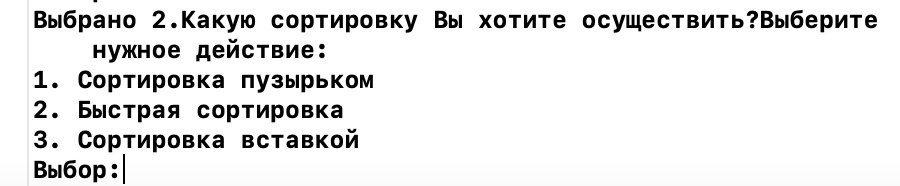 Выбрано 2.Какую сортировку Вы хотите осуществить?Выберите
нужное действие:
1. Сортировка пузырьком
2. Быстрая сортировка
3. Сортировка вставкой
Выбор: